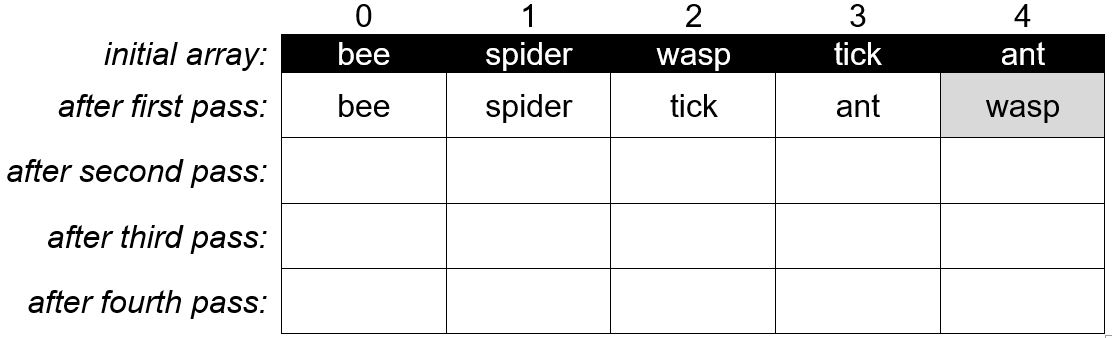 0 1 2 3 4
initial array: bee spider wasp tick ant
after first pass: bee spider tick ant wasp
after second pass:
after third pass:
after fourth pass: